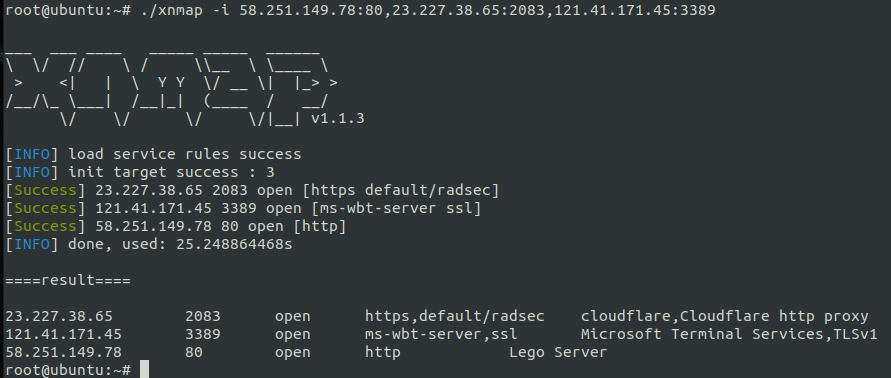 root@ubuntu:~# ./xnmap -i 58.251.149.78:80,23.227.38.65:2083,121.41.171.45:3389
___  ___ ____   _____ _____  ______
\  \/  //    \ /     \\__  \ \____ \
 >    <|   |  \  Y Y  \/ __ \|  |_> >
/__/\_ \___|  /__|_|  (____  /   __/
      \/    \/      \/     \/|__| v1.1.3
[INFO] load service rules success
[INFO] init target success : 3
[Success] 23.227.38.65 2083 open [https default/radsec]
[Success] 121.41.171.45 3389 open [ms-wbt-server ssl]
[Success] 58.251.149.78 80 open [http]
[INFO] done, used: 25.248864468s
====result====
23.227.38.65        2083      open      https,default/radsec    cloudflare,Cloudflare http proxy
121.41.171.45       3389      open      ms-wbt-server,ssl       Microsoft Terminal Services,TLSv1
58.251.149.78       80        open      http            Lego Server
root@ubuntu:~#